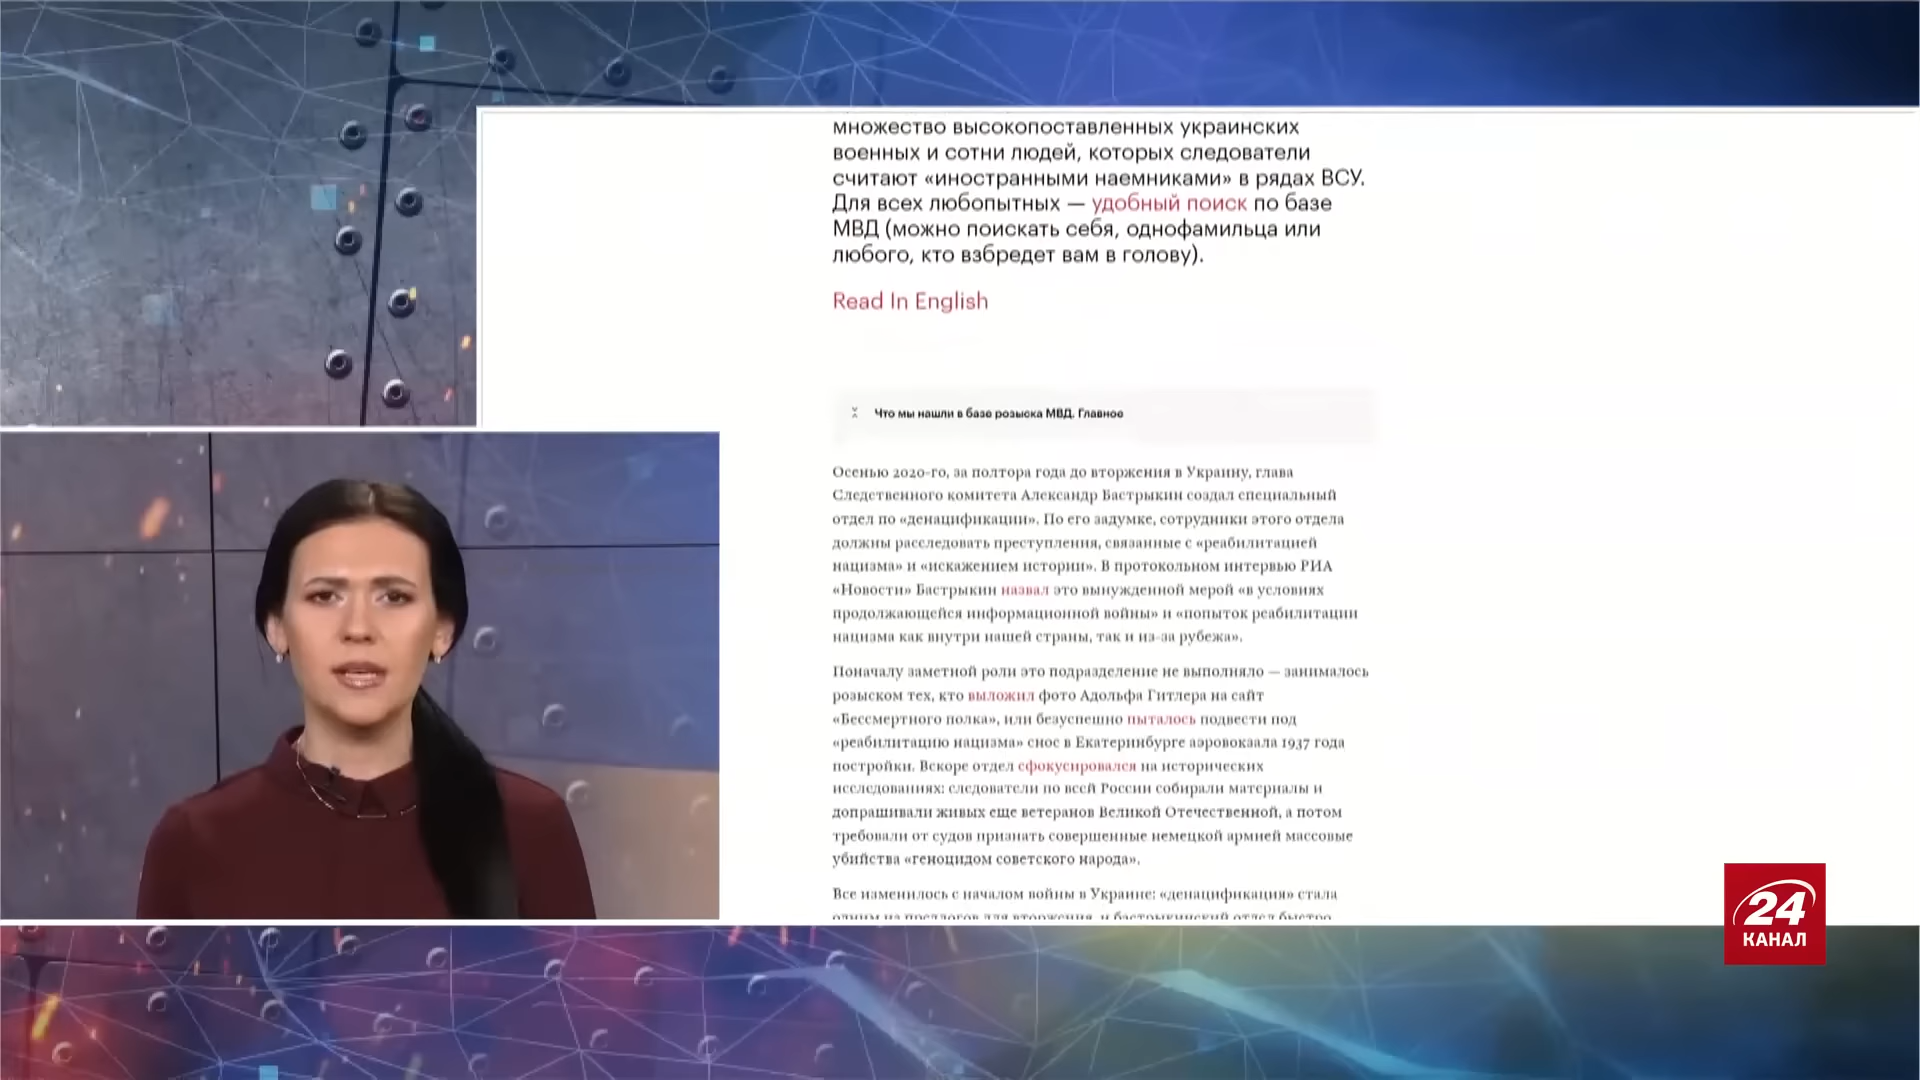 множество высокопоставленных украинских
военных и сотни людей, которых следователи
считают «иностранными наемниками» в рядах ВСУ.
Для всех любопытных — удобный поиск по базе
МВД (можно поискать себя, однофамильца или
любого, кто взбредет вам в голову).
Read In English
Что мы нашли в базе розыска МВД. Главное
Осенью 2020-го, за полтора года до вторжения в Украину, глава
Следственного комитета Александр Бастрыкин создал специальный
отдел по «денацификации». По его задумке, сотрудники этого отдела
должны расследовать преступления, связанные с «реабилитацией
нацизма» и «искажением истории». В протокольном интервью РИА
«Новости» Бастрыкин назвал это вынужденной мерой «в условиях
продолжающейся информационной войны» и «попыток реабилитации
нацизма как внутри нашей страны, так и из-за рубежа».
Поначалу заметной роли это подразделение не выполняло — занималось
розыском тех, кто выложил фото Адольфа Гитлера на сайт
«Бессмертного полка», или безуспешно пыталось подвести под
«реабилитацию нацизма» снос в Екатеринбурге аэровокзала 1937 года
постройки. Вскоре отдел сфокусировался на исторических
исследованиях: следователи по всей России собирали материалы и
допрашивали живых еще ветеранов Великой Отечественной, а потом
требовали от судов признать совершенные немецкой армией массовые
убийства «геноцидом советского народа».
Все изменилось с началом войны в Украине: «денацификация» стала
одним из предлогов для вторжения, и бастрыкинский отдел быстро
24
КАНАЛ